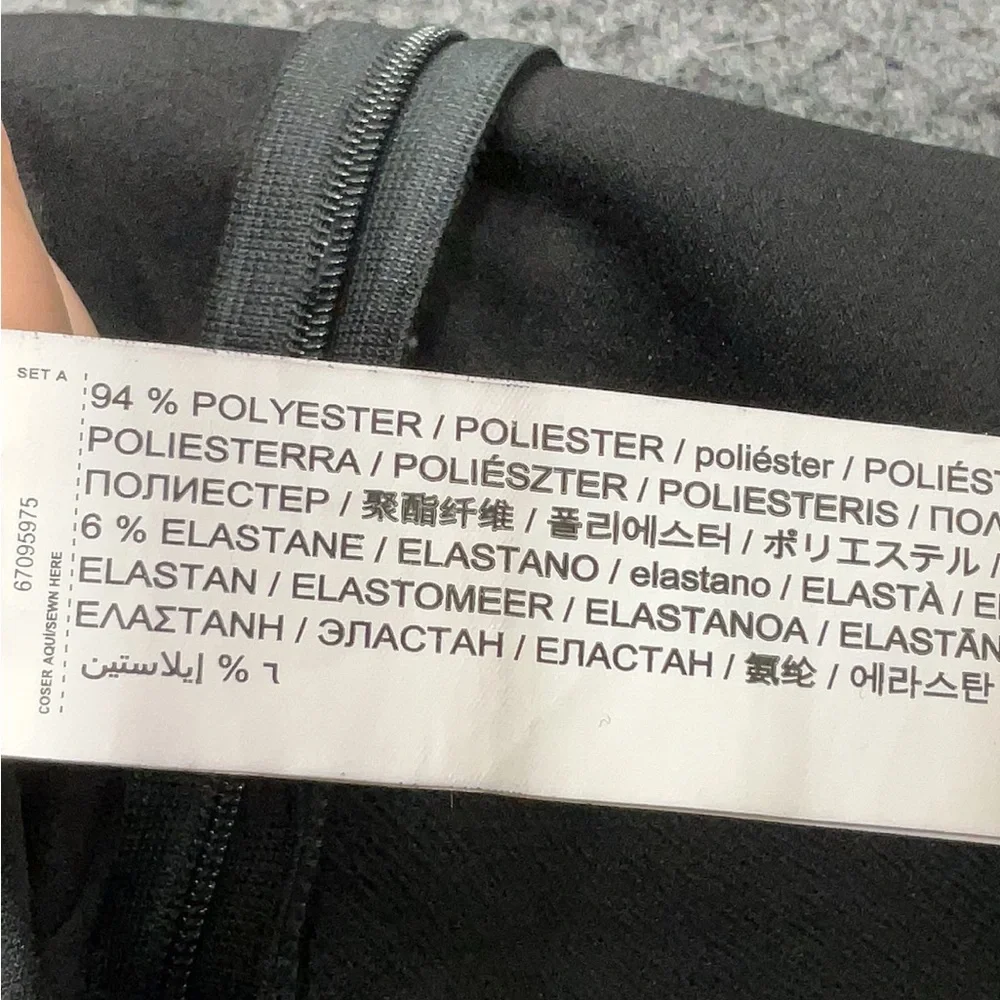 SET A
94 % POLYESTER / POLIESTER / poliéster / POLIÉS
POLIESTERRA / POLIÉSZTER / POLIESTERIS / ПОЛ
ПОЛИЕСТЕР / 聚酯纤维 / 폴리에스터 / ポリエステル /
6 % ELASTANE / ELASTANO / elastano / ELASTÀ / E
ELASTAN / ELASTOMEER / ELASTANOA / ELASTĀN
ΕΛΑΣΤΑΝΗ / ЭЛАСТАН / ЕЛАСТАН / 氨纶 / 에라스탄
٦ % إيلاستين
67095975
COSER AQUÍ/SEWN HERE